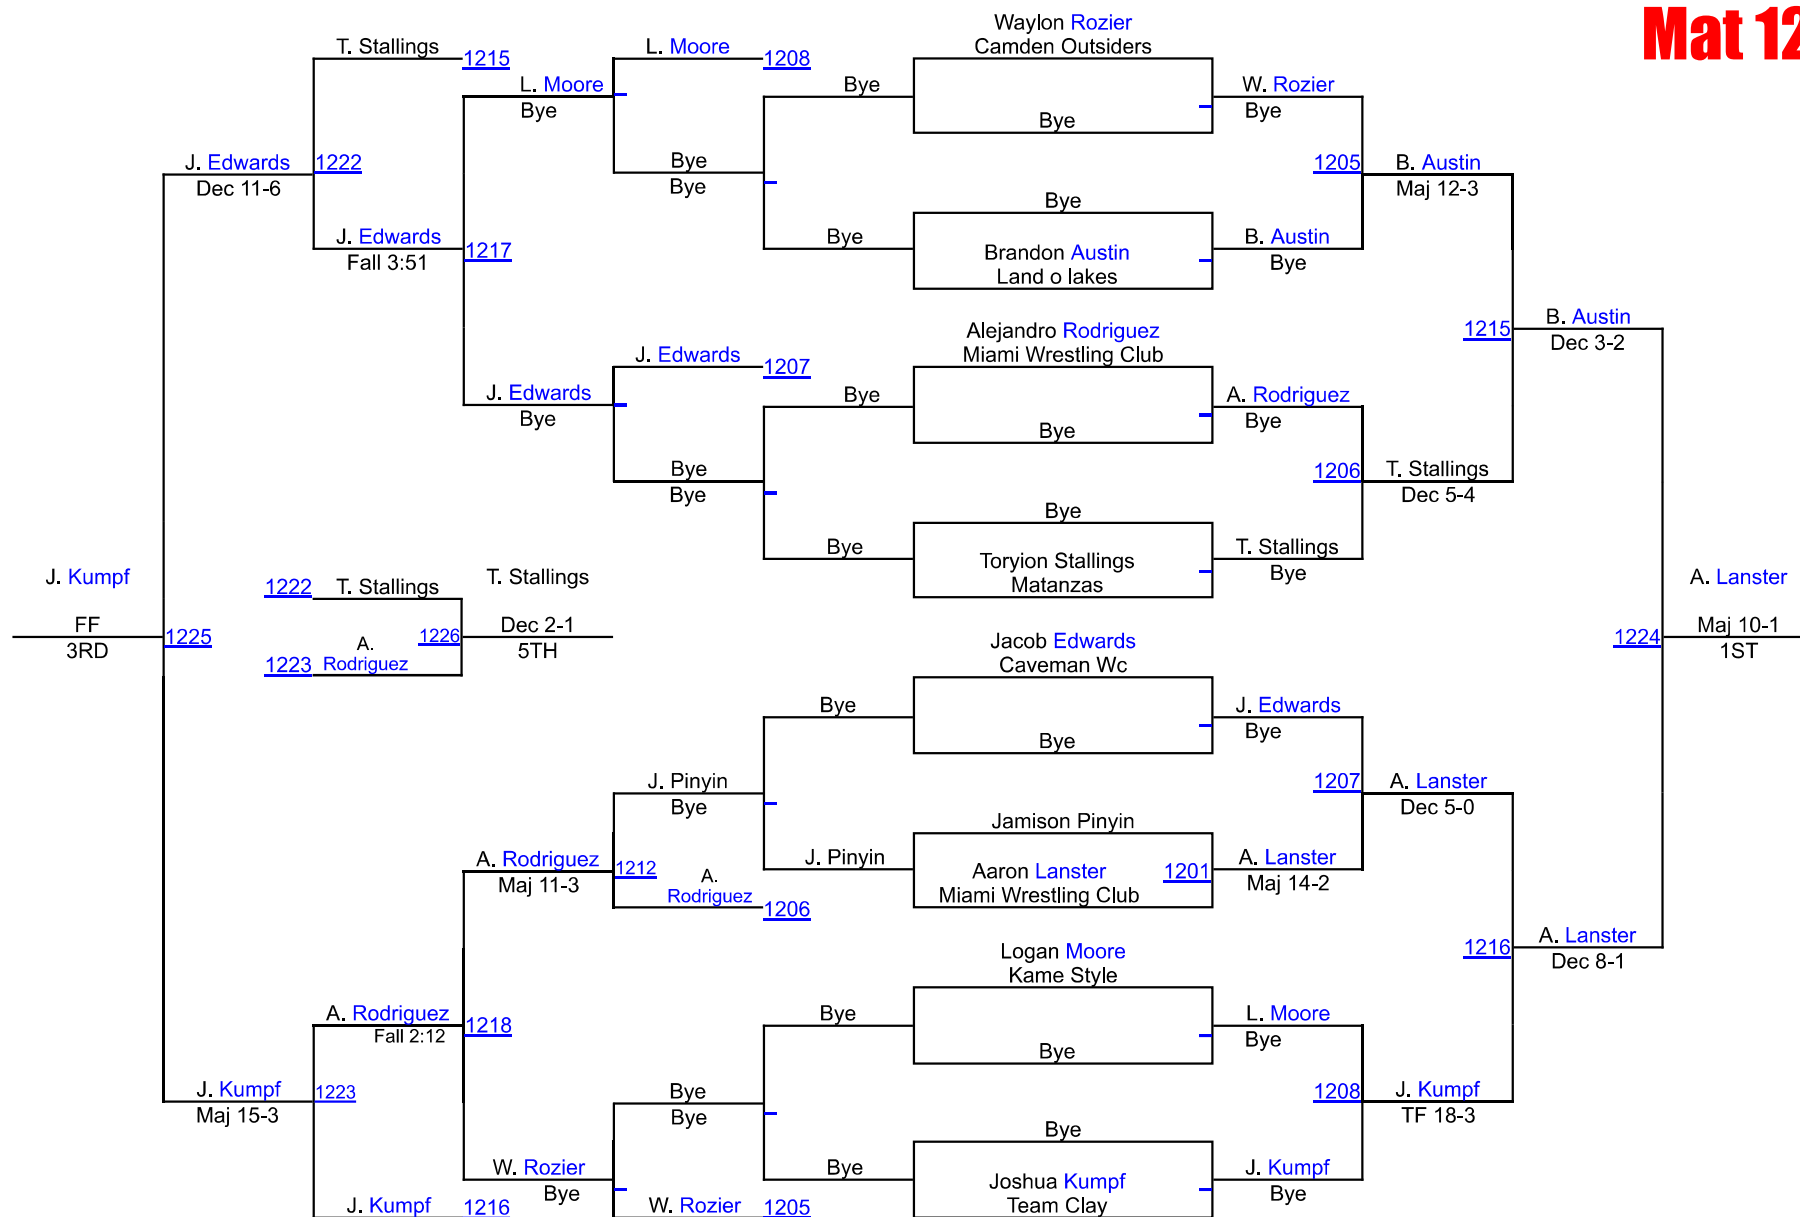 Mat 12
Waylon Rozier
Camden Outsiders
T. Stallings
1215
L. Moore
1208
L. Moore
Bye
Bye
Bye
W. Rozier
Bye
J. Edwards
Dec 11-6
1222
Bye
Bye
1205
B. Austin
Maj 12-3
Bye
J. Edwards
Fall 3:51
1217
Bye
Brandon Austin
Land o lakes
B. Austin
Bye
Alejandro Rodriguez
Miami Wrestling Club
1215
B. Austin
Dec 3-2
J. Edwards
1207
J. Edwards
Bye
Bye
Bye
A. Rodriguez
Bye
Bye
Bye
1206
T. Stallings
Dec 5-4
Bye
Bye
Toryion Stallings
Matanzas
T. Stallings
Bye
J. Kumpf
FF
3RD
1225
1222
T. Stallings
1223
A.
Rodriguez
1226
T. Stallings
Dec 2-1
5TH
A. Lanster
Maj 10-1
1ST
1224
Jacob Edwards
Caveman Wc
Bye
Bye
J. Edwards
Bye
J. Pinyin
Bye
1207
A. Lanster
Dec 5-0
Jamison Pinyin
J. Pinyin
Aaron Lanster
Miami Wrestling Club
1201
A. Lanster
Maj 14-2
A. Rodriguez
Maj 11-3
1212
A.
Rodriguez
1206
Logan Moore
Kame Style
1216
A. Lanster
Dec 8-1
A. Rodriguez
Fall 2:12
1218
Bye
Bye
L. Moore
Bye
J. Kumpf
Maj 15-3
1223
Bye
Bye
1208
J. Kumpf
TF 18-3
Bye
W. Rozier
Bye
Bye
Joshua Kumpf
Team Clay
J. Kumpf
Bye
J. Kumpf
1216
W. Rozier
1205